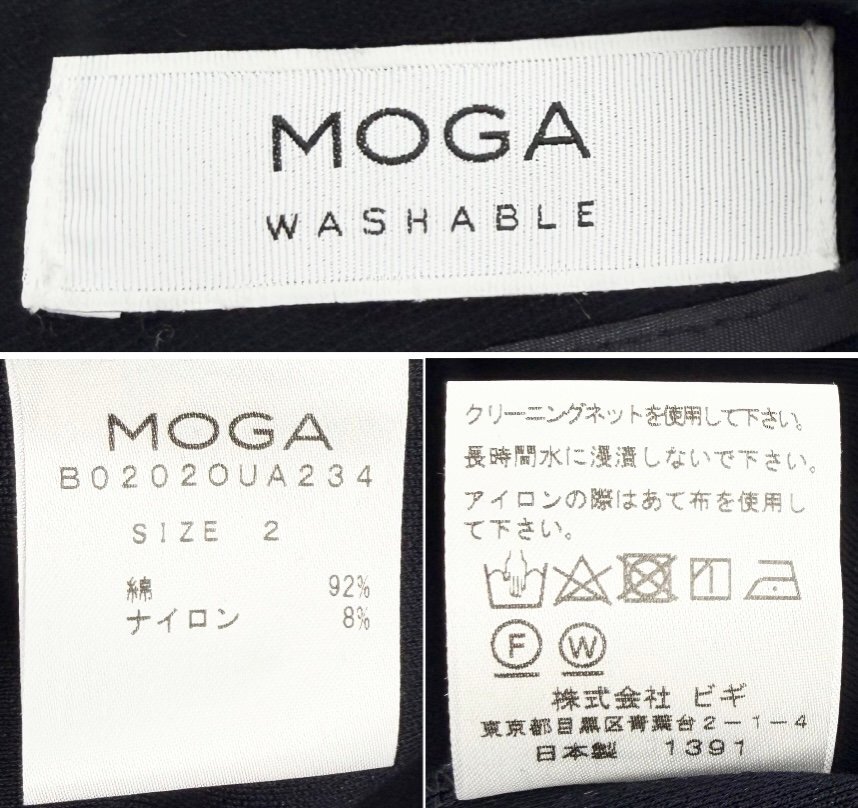 MOGA
WASHABLE
MOGA
B0202OUA234
SIZE 2
綿 92%
ナイロン 8%
クリーニングネットを使用して下さい。
長時間水に浸漬しないで下さい。
アイロンの際はあて布を使用し
て下さい。
F W
株式会社 ビギ
東京都目黒区青葉台2-1-4
日本製 1391